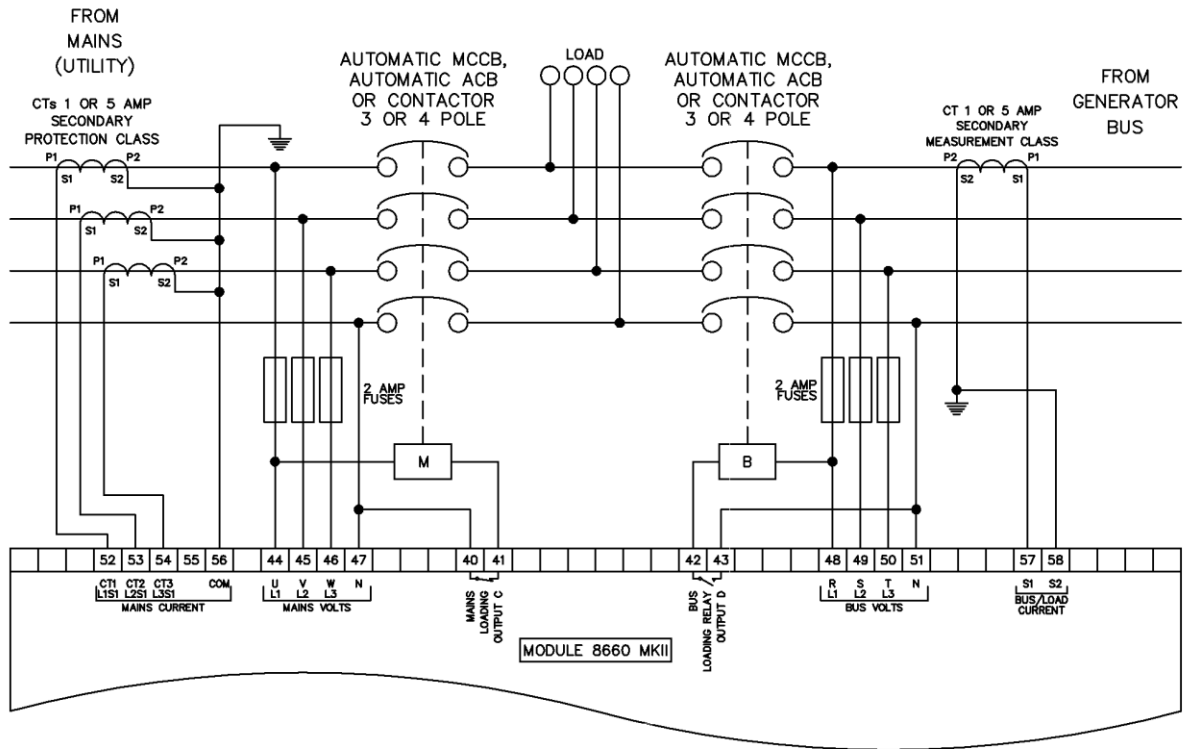 FROM
MAINS
(UTILITY)
CTs 1 OR 5 AMP
SECONDARY
PROTECTION CLASS
AUTOMATIC MCCB,
AUTOMATIC ACB
OR CONTACTOR
3 OR 4 POLE
LOAD
AUTOMATIC MCCB,
AUTOMATIC ACB
OR CONTACTOR
3 OR 4 POLE
CT 1 OR 5 AMP
SECONDARY
MEASUREMENT CLASS
FROM
GENERATOR
BUS
P1 P2
S1 S2
P2 P1
S2 S1
P1 P2
S1 S2
P1 P2
S1 S2
2 AMP
FUSES
2 AMP
FUSES
M
B
52 53 54 55 56 44 45 46 47 40 41 42 43 48 49 50 51 57 58
CT1 CT2 CT3 COM
L1S1 L2S1 L3S1
MAINS CURRENT
U V W N
L1 L2 L3
MAINS VOLTS
MAINS
LOADING
OUTPUT C
BUS
LOADING RELAY
OUTPUT D
R S T N
L1 L2 L3
BUS VOLTS
S1 S2
BUS/LOAD
CURRENT
MODULE 8660 MKII